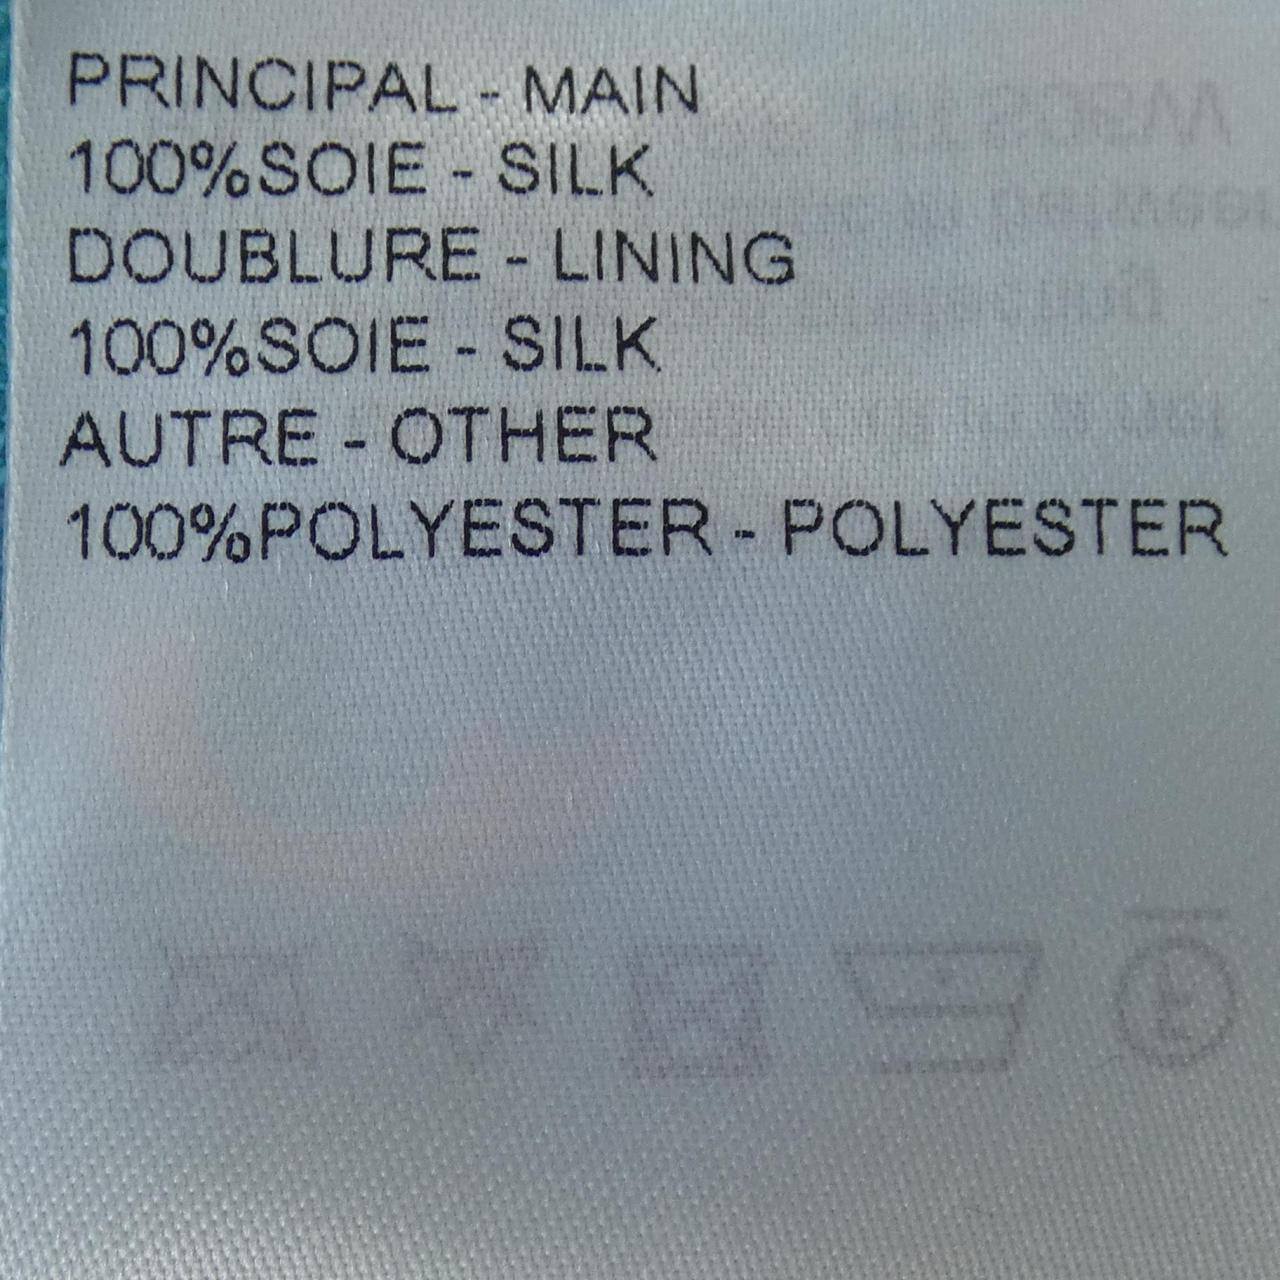 PRINCIPAL - MAIN
100%SOIE - SILK
DOUBLURE - LINING
100%SOIE - SILK
AUTRE - OTHER
100%POLYESTER - POLYESTER